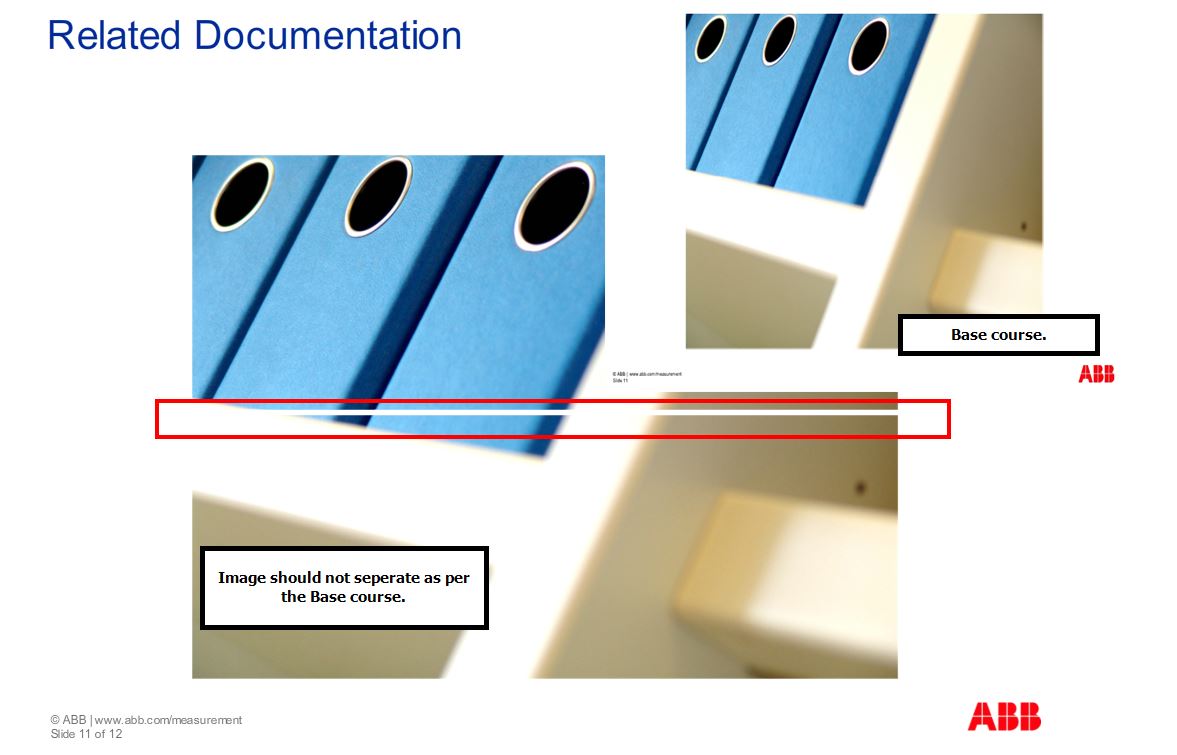 Related Documentation
Base course.
© ABB | www.abb.com/measurement
Slide 11
ABB
Image should not seperate as per
the Base course.
© ABB | www.abb.com/measurement
Slide 11 of 12
ABB